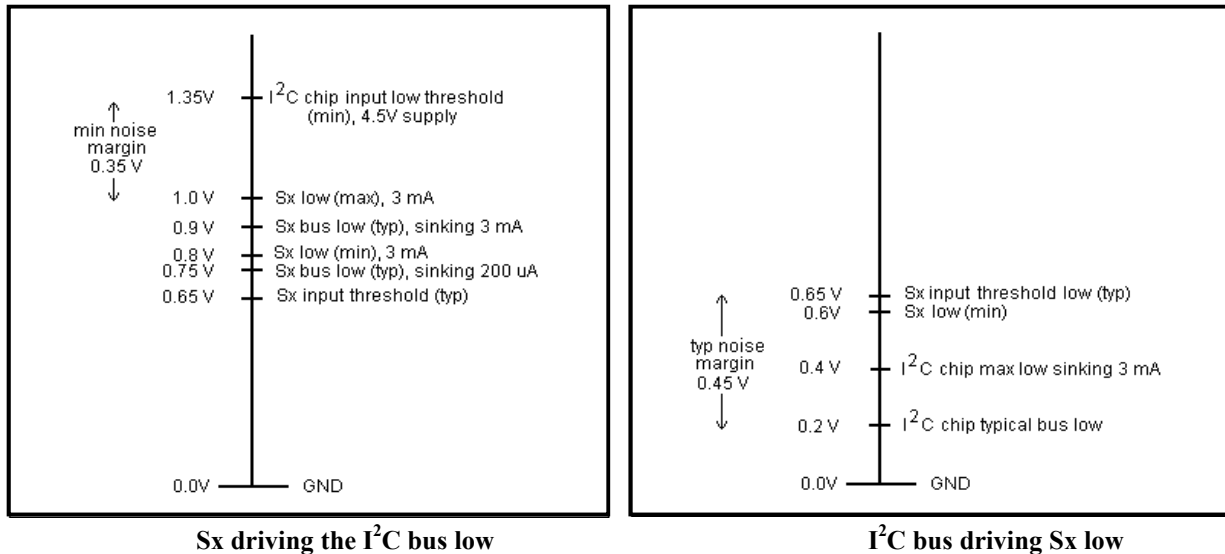 1.35V
I²C chip input low threshold
(min), 4.5V supply
min noise
margin
0.35 V
1.0 V
Sx low (max), 3 mA
0.9 V
Sx bus low (typ), sinking 3 mA
0.8 V
Sx low (min), 3 mA
0.75 V
Sx bus low (typ), sinking 200 uA
0.65 V
Sx input threshold (typ)
0.0V
GND
Sx driving the I²C bus low
0.65 V
Sx input threshold low (typ)
0.6V
Sx low (min)
typ noise
margin
0.45 V
0.4 V
I²C chip max low sinking 3 mA
0.2 V
I²C chip typical bus low
0.0V
GND
I²C bus driving Sx low